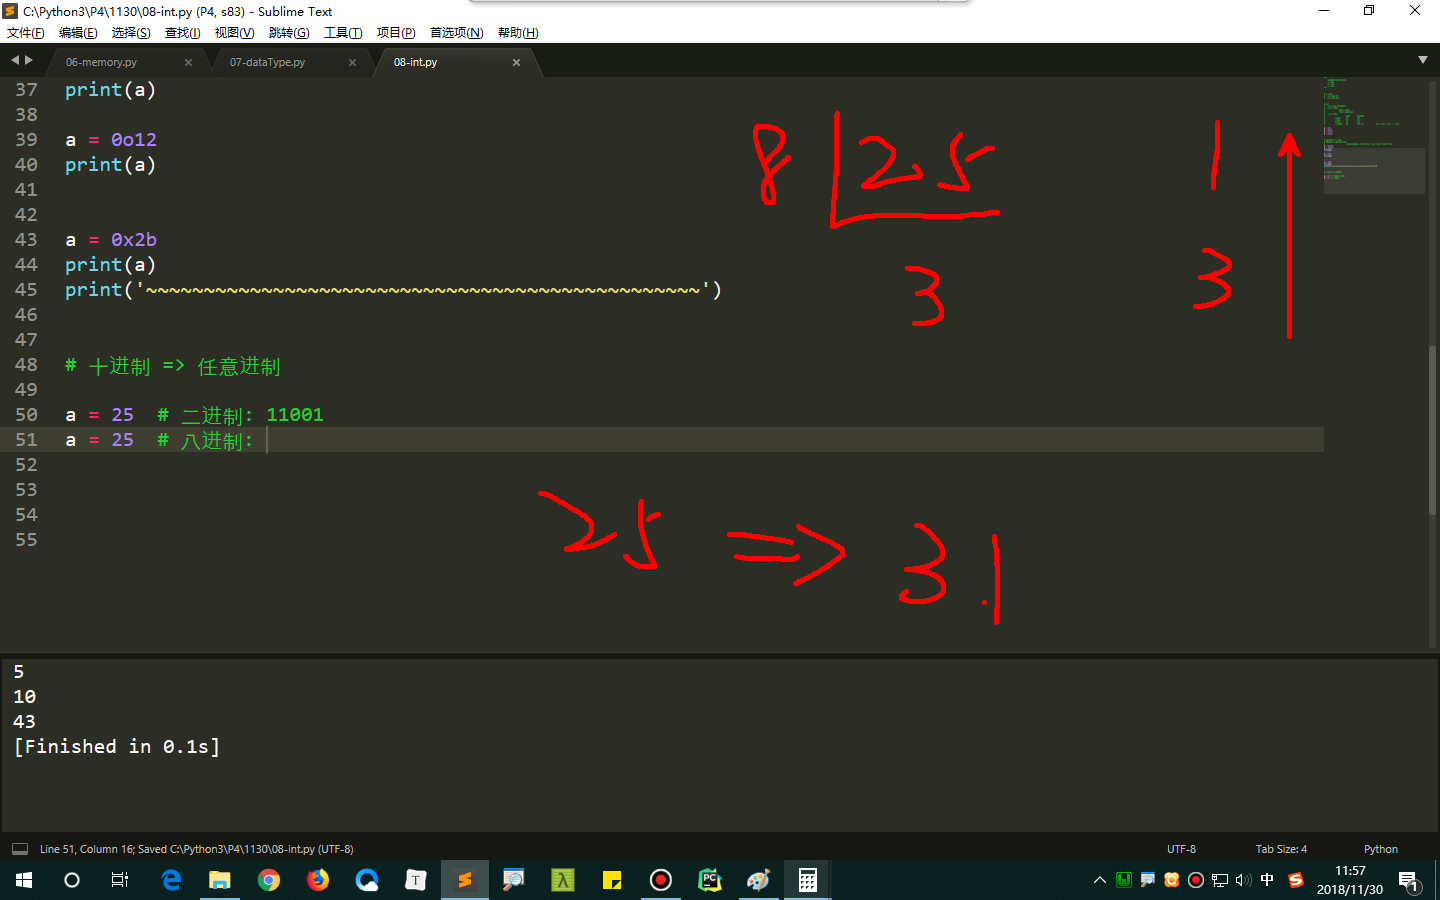 C:\Python3\P4\1130\08-int.py (P4, s83) - Sublime Text
文件(F) 编辑(E) 选择(S) 查找(I) 视图(V) 跳转(G) 工具(T) 项目(P) 首选项(N) 帮助(H)
06-memory.py 07-dataType.py 08-int.py
37 print(a)
38
39 a = 0o12
40 print(a)
41
42
43 a = 0x2b
44 print(a)
45 print('~~~~~~~~~~~~~~~~~~~~~~~~~~~~~~~~~~~~~~~~~~~~~~~~')
46
47
48 # 十进制 => 任意进制
49
50 a = 25 # 二进制: 11001
51 a = 25 # 八进制:
52
53
54
55
8 25 1
3 3
25 => 31
5
10
43
[Finished in 0.1s]
Line 51, Column 16; Saved C:\Python3\P4\1130\08-int.py (UTF-8) UTF-8 Tab Size: 4 Python
T PC 中 S 11:57
2018/11/30 1